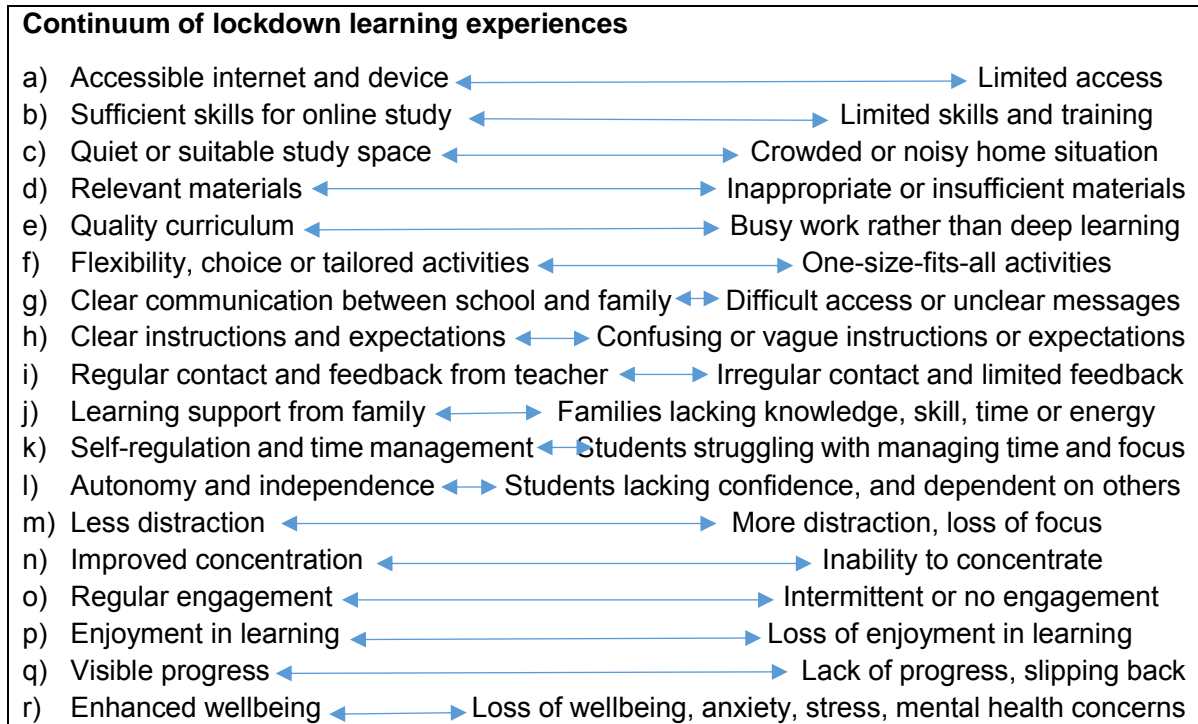 Continuum of lockdown learning experiences
a) Accessible internet and device Limited access
b) Sufficient skills for online study Limited skills and training
c) Quiet or suitable study space Crowded or noisy home situation
d) Relevant materials Inappropriate or insufficient materials
e) Quality curriculum Busy work rather than deep learning
f) Flexibility, choice or tailored activities One-size-fits-all activities
g) Clear communication between school and family Difficult access or unclear messages
h) Clear instructions and expectations Confusing or vague instructions or expectations
i) Regular contact and feedback from teacher Irregular contact and limited feedback
j) Learning support from family Families lacking knowledge, skill, time or energy
k) Self-regulation and time management Students struggling with managing time and focus
l) Autonomy and independence Students lacking confidence, and dependent on others
m) Less distraction More distraction, loss of focus
n) Improved concentration Inability to concentrate
o) Regular engagement Intermittent or no engagement
p) Enjoyment in learning Loss of enjoyment in learning
q) Visible progress Lack of progress, slipping back
r) Enhanced wellbeing Loss of wellbeing, anxiety, stress, mental health concerns